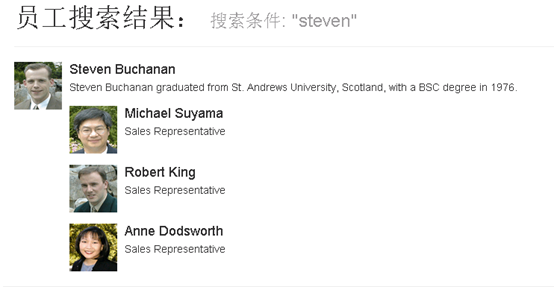 员工搜索结果： 搜索条件: "steven"
Steven Buchanan
Steven Buchanan graduated from St. Andrews University, Scotland, with a BSC degree in 1976.
Michael Suyama
Sales Representative
Robert King
Sales Representative
Anne Dodsworth
Sales Representative